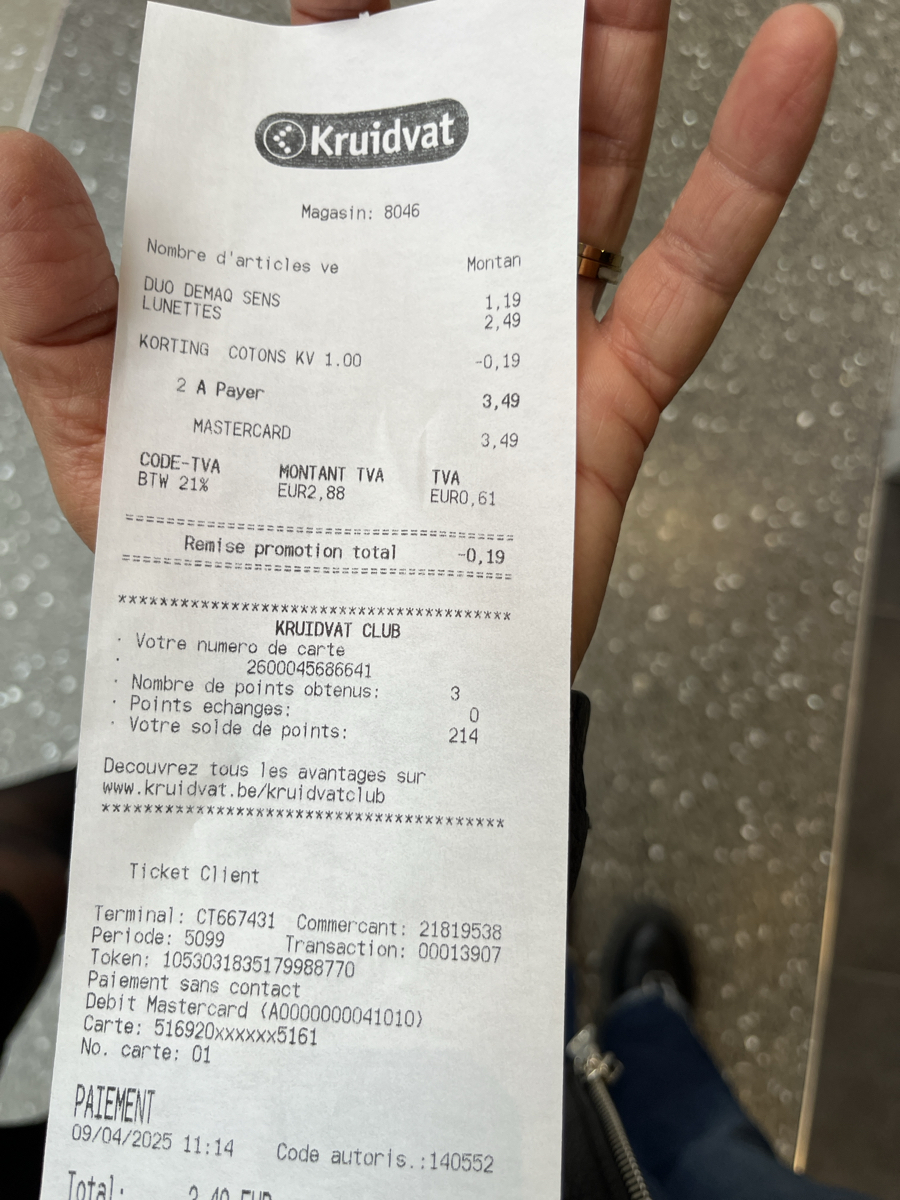 Kruidvat
Magasin: 8046
Nombre d'articles ve Montan
DUO DEMAQ SENS 1,19
LUNETTES 2,49
KORTING COTONS KV 1.00 -0,19
2 A Payer 3,49
MASTERCARD 3,49
CODE-TVA MONTANT TVA TVA
BTW 21% EUR2,88 EUR0,61
=======================================
Remise promotion total -0,19
=======================================
****************************************
KRUIDVAT CLUB
· Votre numero de carte
· 2600045686641
· Nombre de points obtenus: 3
· Points echanges: 0
· Votre solde de points: 214
Decouvrez tous les avantages sur
www.kruidvat.be/kruidvatclub
****************************************
Ticket Client
Terminal: CT667431 Commercant: 21819538
Periode: 5099 Transaction: 00013907
Token: 1053031835179988770
Paiement sans contact
Debit Mastercard (A0000000041010)
Carte: 516920xxxxxx5161
No. carte: 01
PAIEMENT
09/04/2025 11:14 Code autoris.:140552
Total: 3,49 EUR